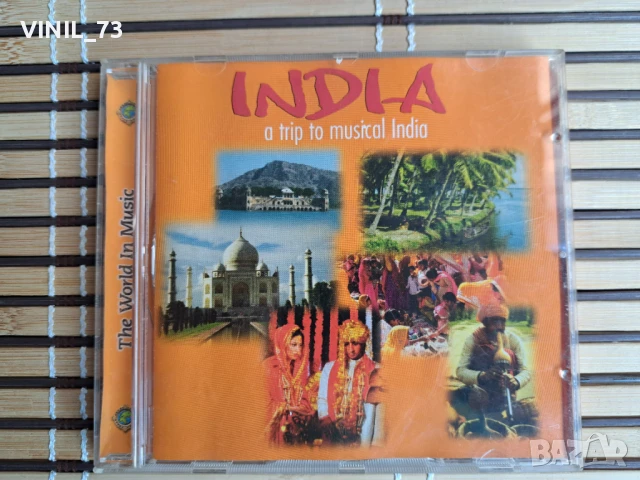 VINIL_73
INDIA
a trip to musical India
The World In Music
BAZAR